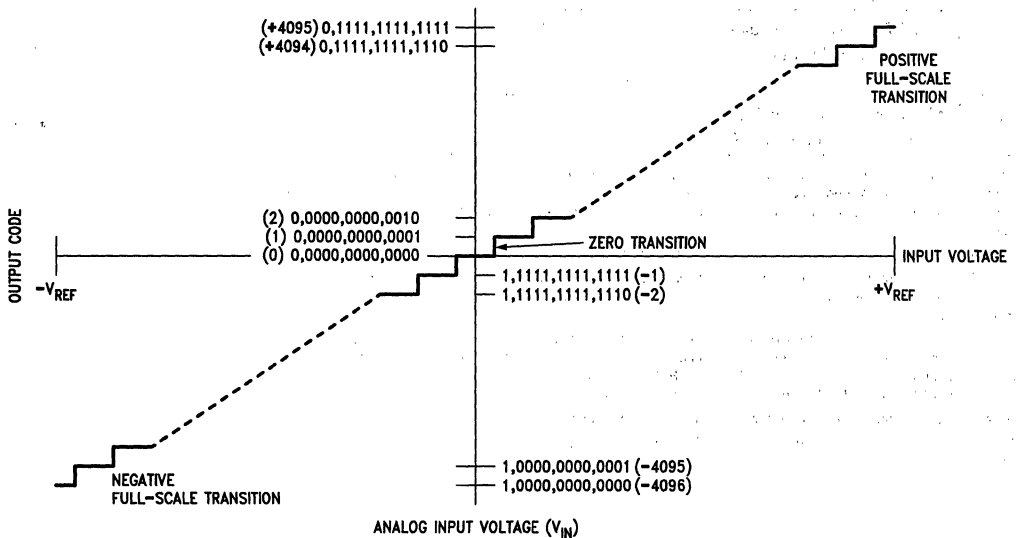 (+4095) 0,1111,1111,1111
(+4094) 0,1111,1111,1110
POSITIVE
FULL-SCALE
TRANSITION
OUTPUT CODE
(2) 0,0000,0000,0010
(1) 0,0000,0000,0001
(0) 0,0000,0000,0000
ZERO TRANSITION
INPUT VOLTAGE
-VREF
+VREF
1,1111,1111,1111 (-1)
1,1111,1111,1110 (-2)
NEGATIVE
FULL-SCALE TRANSITION
1,0000,0000,0001 (-4095)
1,0000,0000,0000 (-4096)
ANALOG INPUT VOLTAGE (VIN)